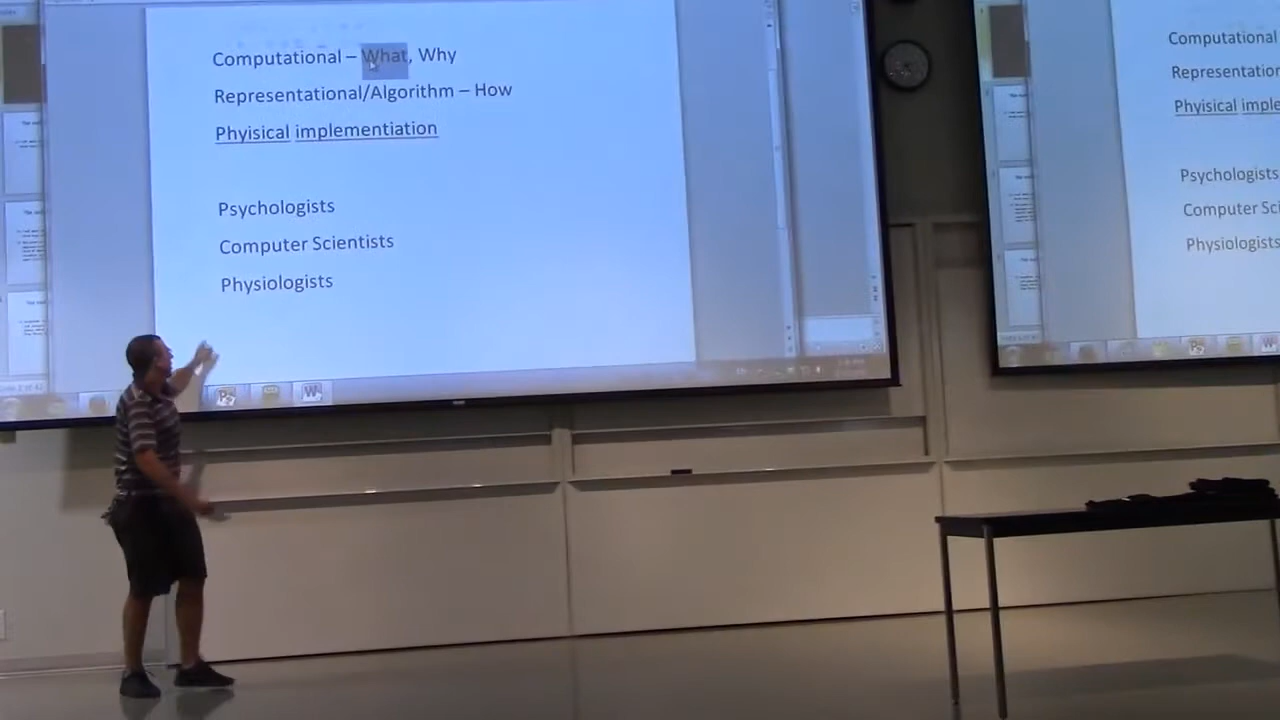 Computational – What, Why
Representational/Algorithm – How
Phyisical implementiation
Psychologists
Computer Scientists
Physiologists
Computational
Representation
Phyisical imple
Psychologists
Computer Sci
Physiologists